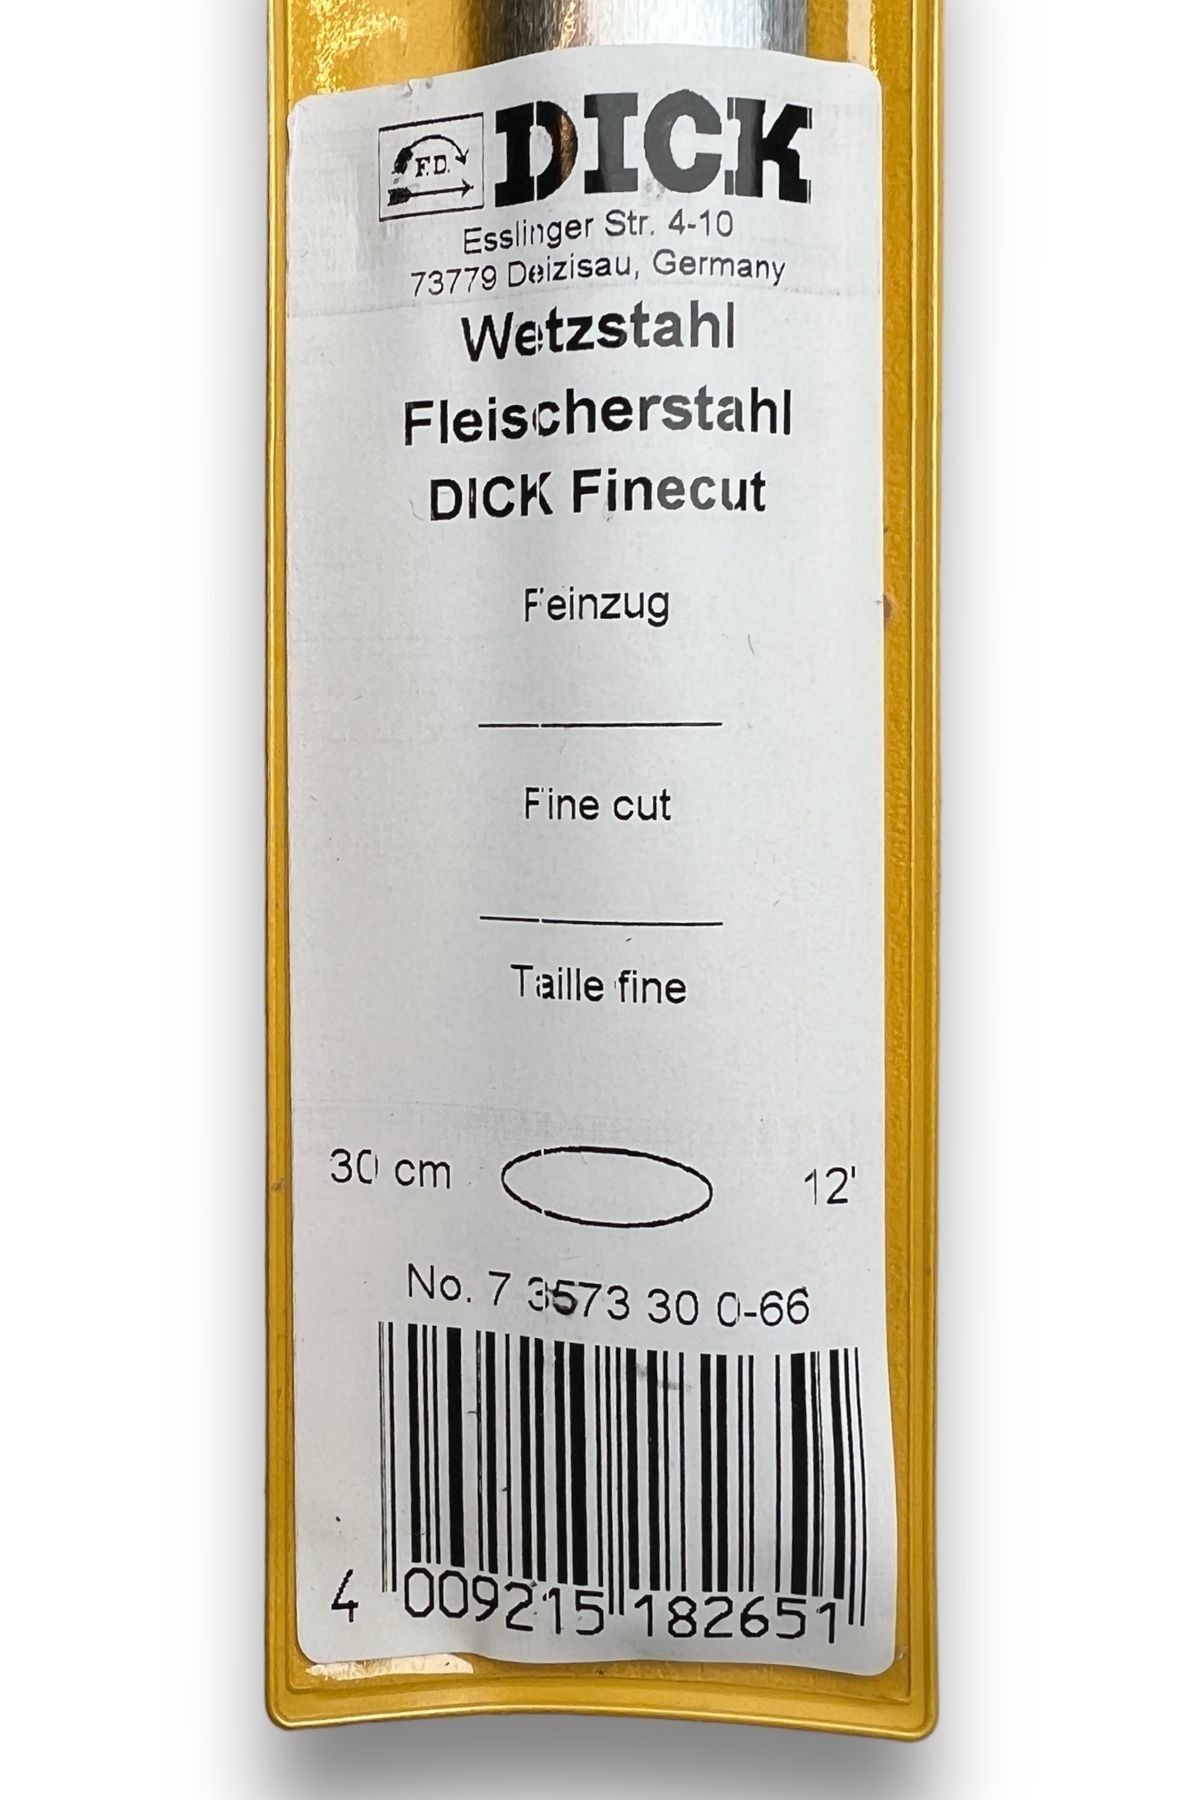 F.D. DICK
Esslinger Str. 4-10
73779 Deizisau, Germany
Wetzstahl
Fleischerstahl
DICK Finecut
Feinzug
Fine cut
Taille fine
30 cm 12'
No. 7 3573 30 0-66
4 009215 182651